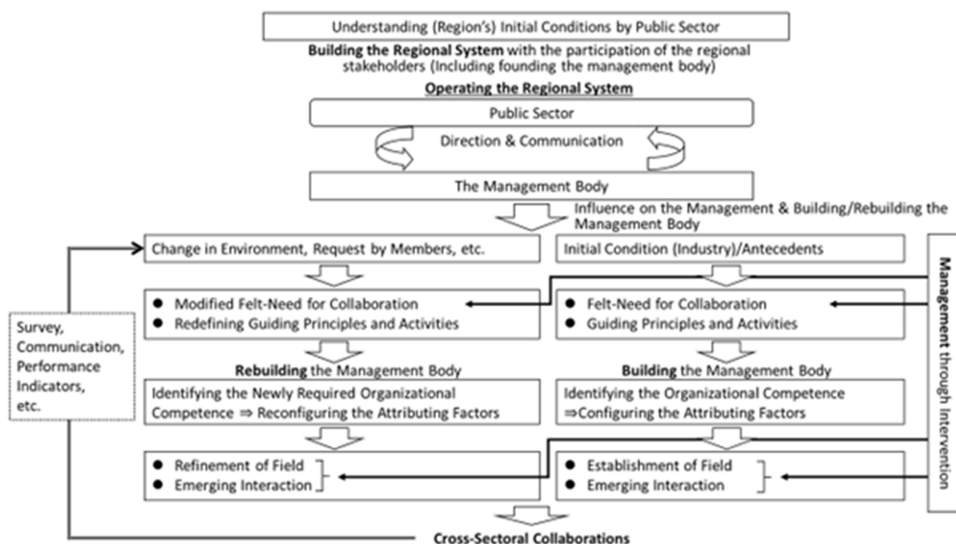 Understanding (Region's) Initial Conditions by Public Sector
Building the Regional System with the participation of the regional
stakeholders (Including founding the management body)
Operating the Regional System
Public Sector
Direction & Communication
The Management Body
Influence on the Management & Building/Rebuilding the
Management Body
Change in Environment, Request by Members, etc.
Initial Condition (Industry)/Antecedents
● Modified Felt-Need for Collaboration
● Redefining Guiding Principles and Activities
● Felt-Need for Collaboration
● Guiding Principles and Activities
Survey,
Communication,
Performance
Indicators,
etc.
Rebuilding the Management Body
Building the Management Body
Identifying the Newly Required Organizational
Competence ⇒ Reconfiguring the Attributing Factors
Identifying the Organizational Competence
⇒Configuring the Attributing Factors
● Refinement of Field
● Emerging Interaction
● Establishment of Field
● Emerging Interaction
Management through Intervention
Cross-Sectoral Collaborations